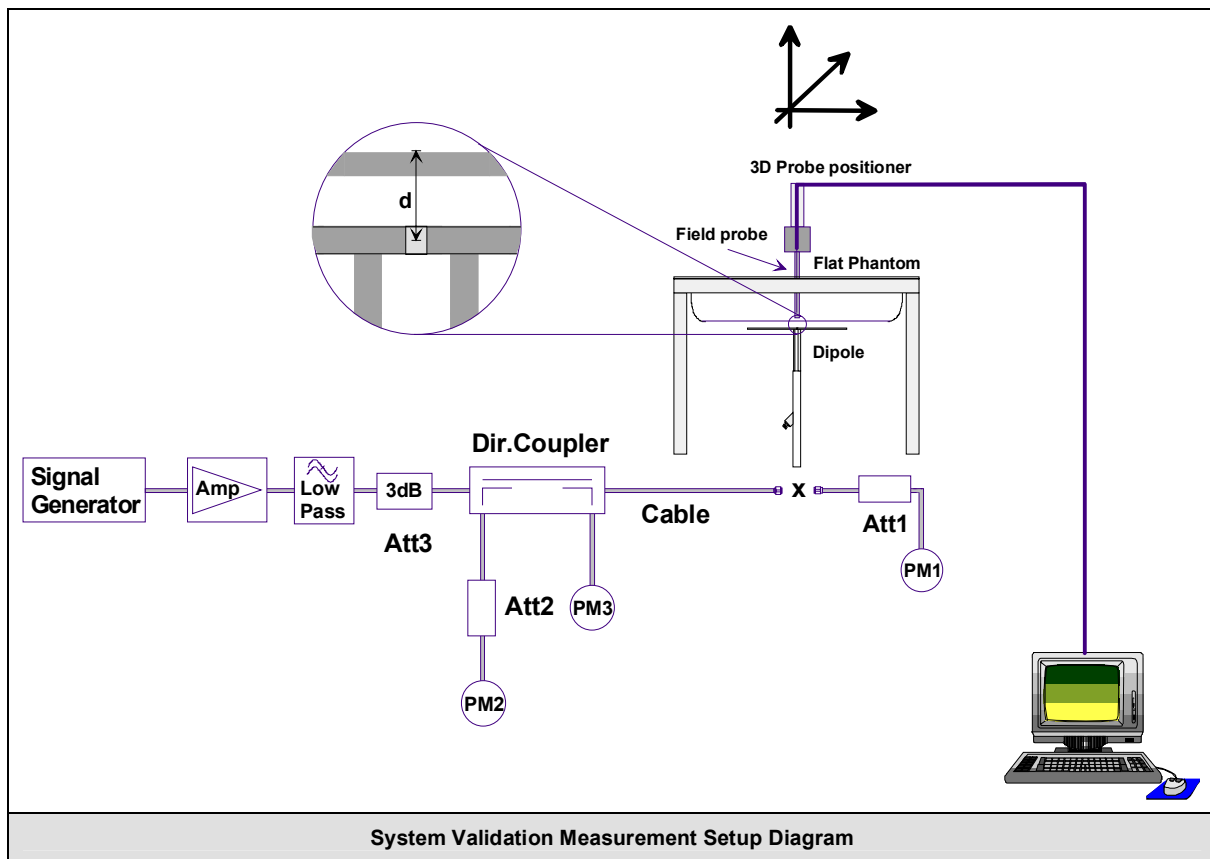 3D Probe positioner
d
Field probe
Flat Phantom
Dipole
Dir.Coupler
Signal
Generator
Amp
Low
Pass
3dB
Cable
x
Att1
Att3
PM1
Att2
PM3
PM2
System Validation Measurement Setup Diagram